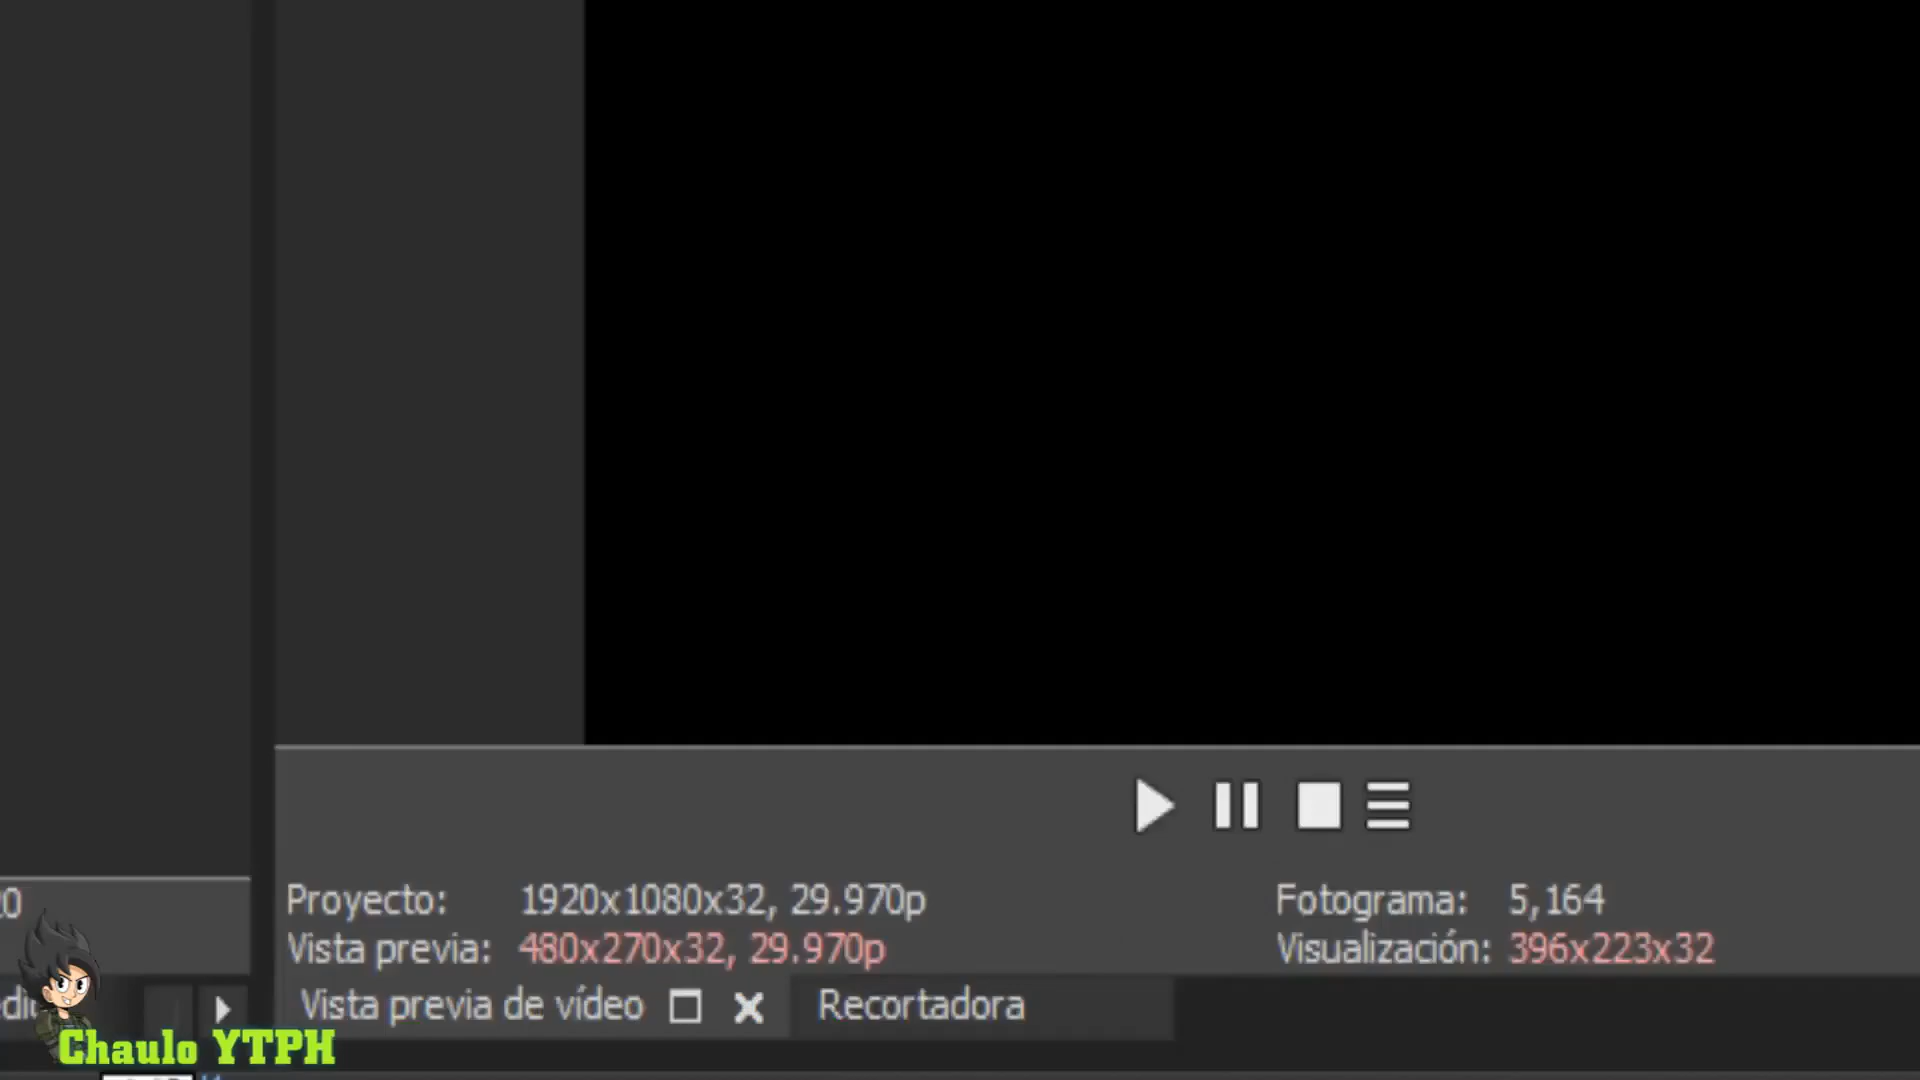 Proyecto: 1920x1080x32, 29.970p
Fotograma: 5,164
Vista previa: 480x270x32, 29.970p
Visualización: 396x223x32
Vista previa de vídeo
Recortadora
Chaulo YTPH